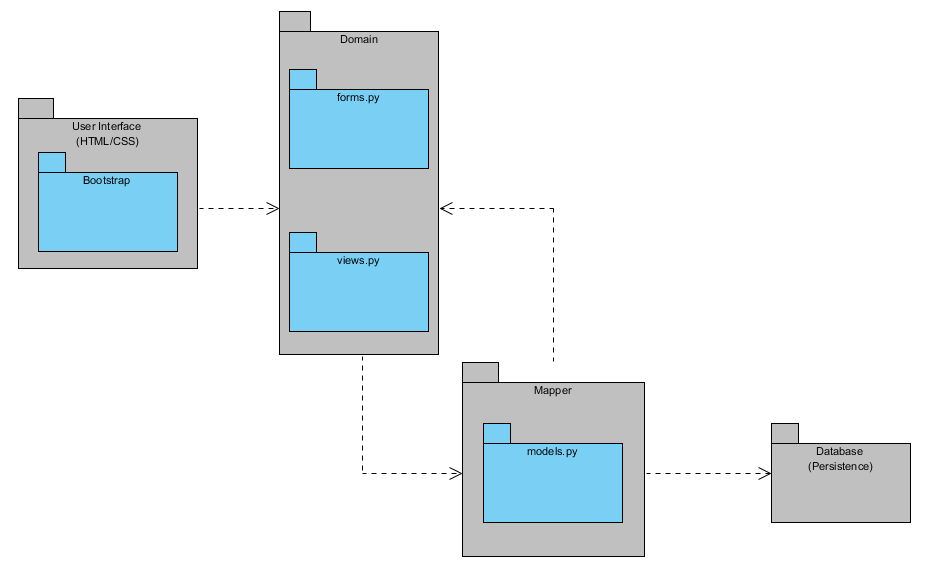 Domain
forms.py
User Interface
(HTML/CSS)
Bootstrap
views.py
Mapper
models.py
Database
(Persistence)